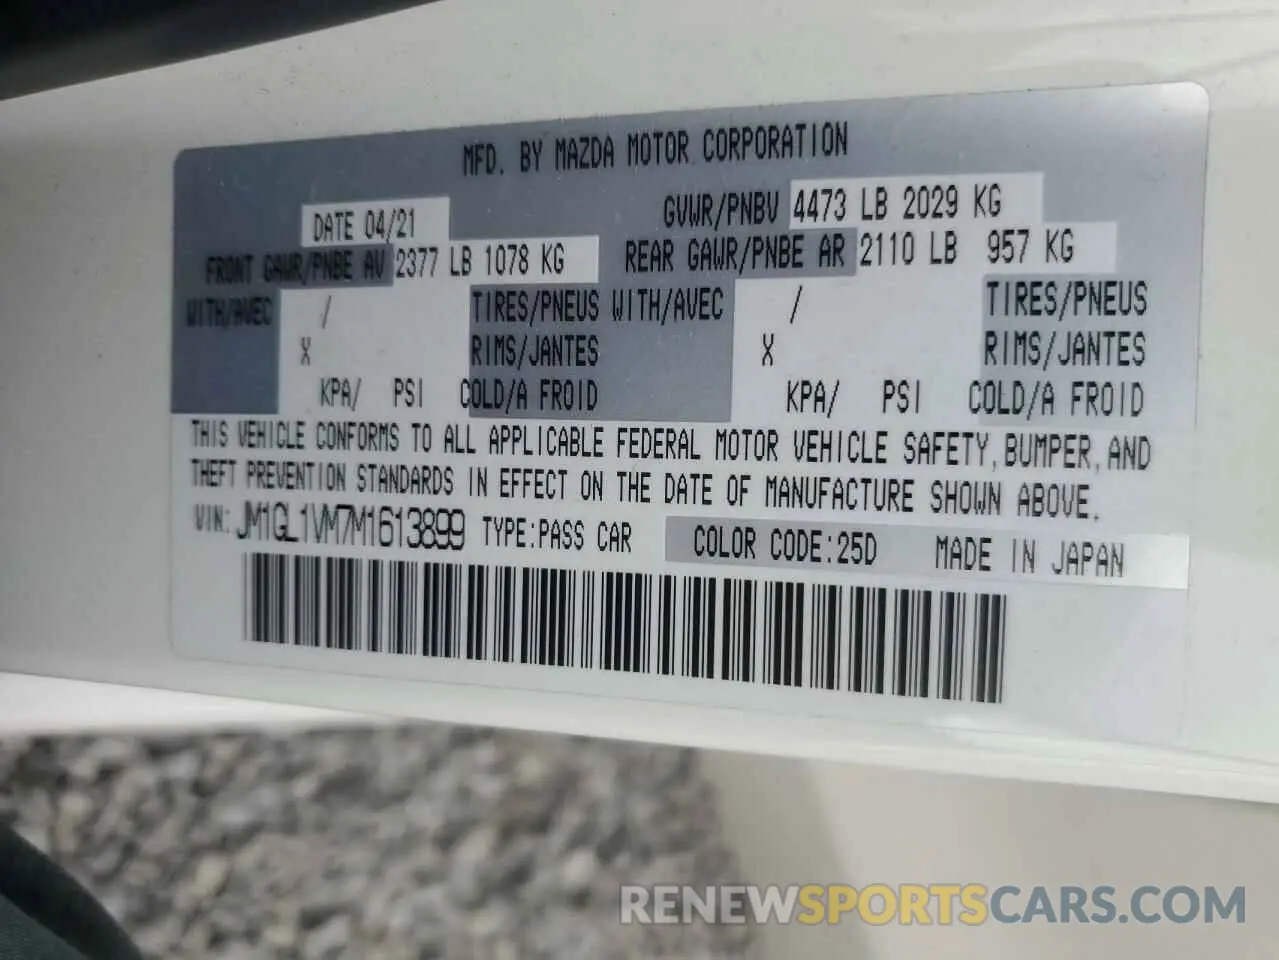 MFD. BY MAZDA MOTOR CORPORATION
DATE 04/21 GVWR/PNBV 4473 LB 2029 KG
FRONT GAWR/PNBE AV 2377 LB 1078 KG REAR GAWR/PNBE AR 2110 LB 957 KG
WITH/AVEC / TIRES/PNEUS WITH/AVEC / TIRES/PNEUS
X RIMS/JANTES X RIMS/JANTES
KPA/ PSI COLD/A FROID KPA/ PSI COLD/A FROID
THIS VEHICLE CONFORMS TO ALL APPLICABLE FEDERAL MOTOR VEHICLE SAFETY, BUMPER, AND
THEFT PREVENTION STANDARDS IN EFFECT ON THE DATE OF MANUFACTURE SHOWN ABOVE.
VIN: JM1GL1VM7M1613899 TYPE:PASS CAR COLOR CODE:25D MADE IN JAPAN
RENEWSPORTSCARS.COM